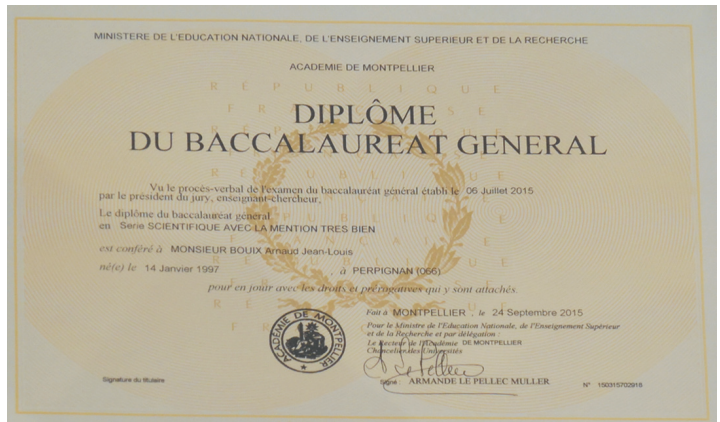 MINISTERE DE L'EDUCATION NATIONALE, DE L'ENSEIGNEMENT SUPERIEUR ET DE LA RECHERCHE
ACADEMIE DE MONTPELLIER
RÉPUBLIQUE
FRANÇAISE
DIPLÔME
DU BACCALAUREAT GENERAL
Vu le procès-verbal de l'examen du baccalauréat général établi le 06 Juillet 2015
par le président du jury, enseignant-chercheur,
Le diplôme du baccalauréat général
en Serie SCIENTIFIQUE AVEC LA MENTION TRES BIEN
est conféré à MONSIEUR BOUIX Arnaud Jean-Louis
né(e) le 14 Janvier 1997 , à PERPIGNAN (066)
pour en jouir avec les droits et prérogatives qui y sont attachés.
Fait à MONTPELLIER , le 24 Septembre 2015
Pour le Ministre de l'Education Nationale, de l'Enseignement Supérieur
et de la Recherche et par délégation :
Le Recteur de l'Académie DE MONTPELLIER
Chancelier des Universités
ACADÉMIE DE MONTPELLIER
Signé : ARMANDE LE PELLEC MULLER
Signature du titulaire
N° 150315702918